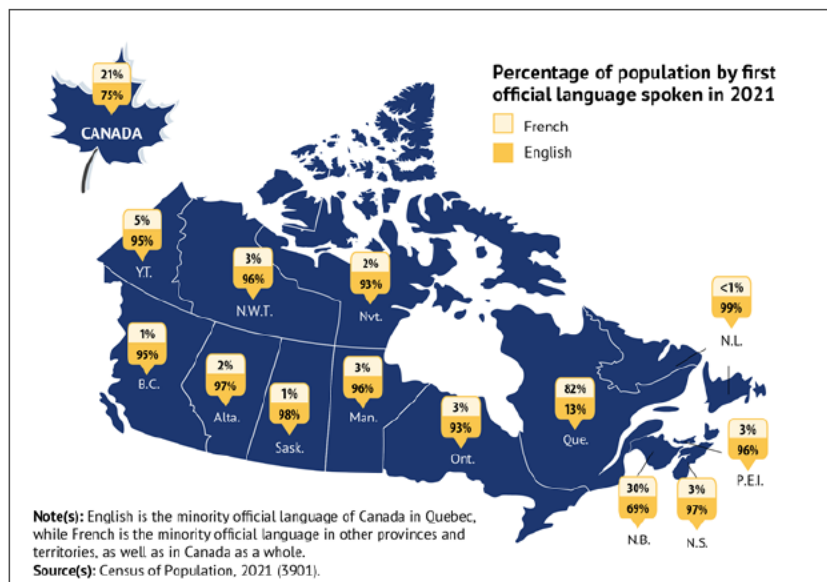 Percentage of population by first
official language spoken in 2021
French
English
21%
75%
CANADA
5%
95%
Y.T.
3%
96%
N.W.T.
2%
93%
Nvt.
<1%
99%
N.L.
1%
95%
B.C.
2%
97%
Alta.
1%
98%
Sask.
3%
96%
Man.
3%
93%
Ont.
82%
13%
Que.
3%
96%
P.E.I.
30%
69%
N.B.
3%
97%
N.S.
Note(s): English is the minority official language of Canada in Quebec,
while French is the minority official language in other provinces and
territories, as well as in Canada as a whole.
Source(s): Census of Population, 2021 (3901).